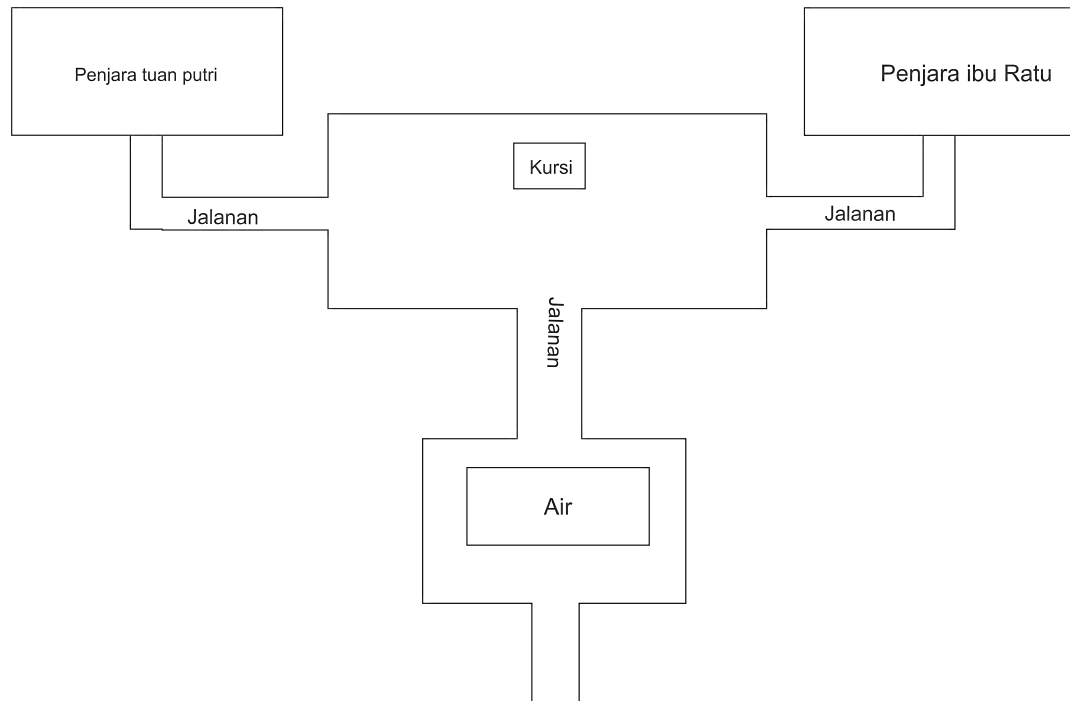 Penjara tuan putri
Penjara ibu Ratu
Kursi
Jalanan
Jalanan
Jalanan
Air